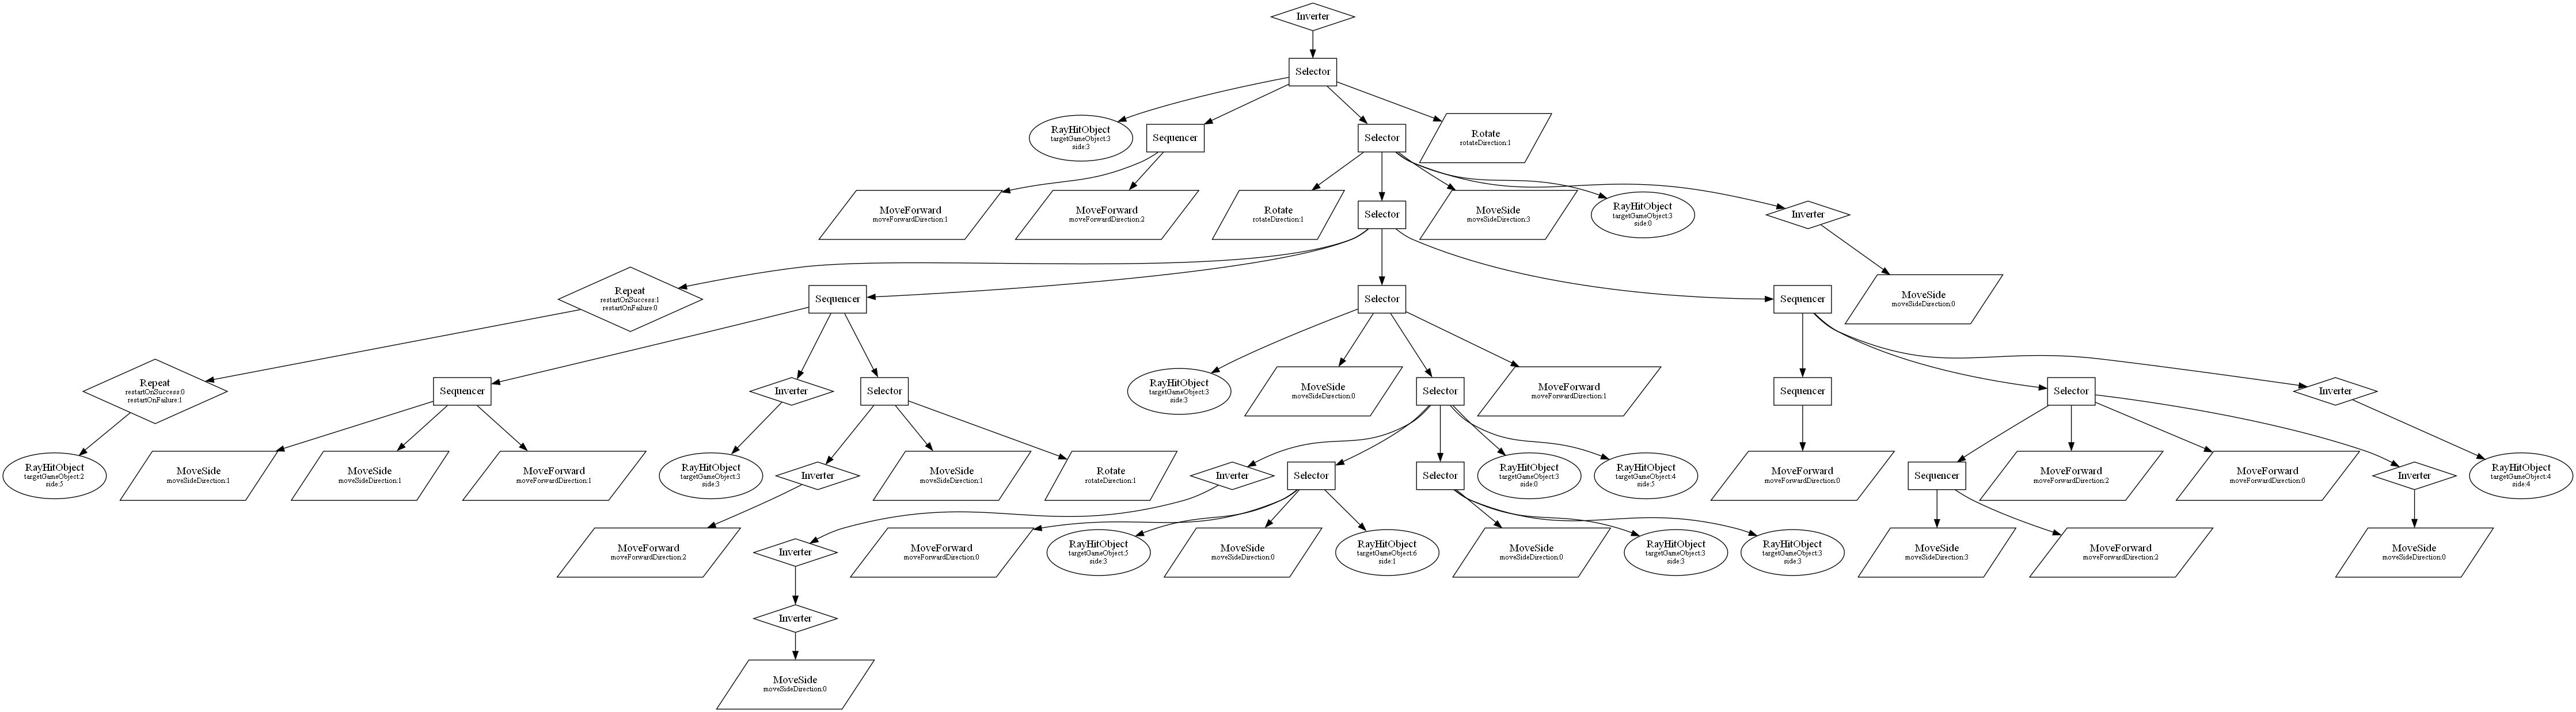 Inverter
Selector
RayHitObject
targetGameObject:3
side:3
Sequencer
Selector
Rotate
rotateDirection:1
MoveForward
moveForwardDirection:1
MoveForward
moveForwardDirection:2
Rotate
rotateDirection:1
Selector
MoveSide
moveSideDirection:3
RayHitObject
targetGameObject:3
side:0
Inverter
Repeat
restartOnSuccess:1
restartOnFailure:0
Sequencer
Selector
Sequencer
MoveSide
moveSideDirection:0
Repeat
restartOnSuccess:0
restartOnFailure:1
Sequencer
Inverter
Selector
RayHitObject
targetGameObject:3
side:3
MoveSide
moveSideDirection:0
Selector
MoveForward
moveForwardDirection:1
Sequencer
Selector
Inverter
RayHitObject
targetGameObject:2
side:5
MoveSide
moveSideDirection:1
MoveSide
moveSideDirection:1
MoveForward
moveForwardDirection:1
RayHitObject
targetGameObject:3
side:3
Inverter
MoveSide
moveSideDirection:1
Rotate
rotateDirection:1
Inverter
Selector
Selector
RayHitObject
targetGameObject:3
side:0
RayHitObject
targetGameObject:4
side:5
MoveForward
moveForwardDirection:0
Sequencer
MoveForward
moveForwardDirection:2
MoveForward
moveForwardDirection:0
Inverter
RayHitObject
targetGameObject:4
side:4
MoveForward
moveForwardDirection:2
Inverter
MoveForward
moveForwardDirection:0
RayHitObject
targetGameObject:5
side:3
MoveSide
moveSideDirection:0
RayHitObject
targetGameObject:6
side:1
MoveSide
moveSideDirection:0
RayHitObject
targetGameObject:3
side:3
RayHitObject
targetGameObject:3
side:3
MoveSide
moveSideDirection:3
MoveForward
moveForwardDirection:2
MoveSide
moveSideDirection:0
Inverter
MoveSide
moveSideDirection:0